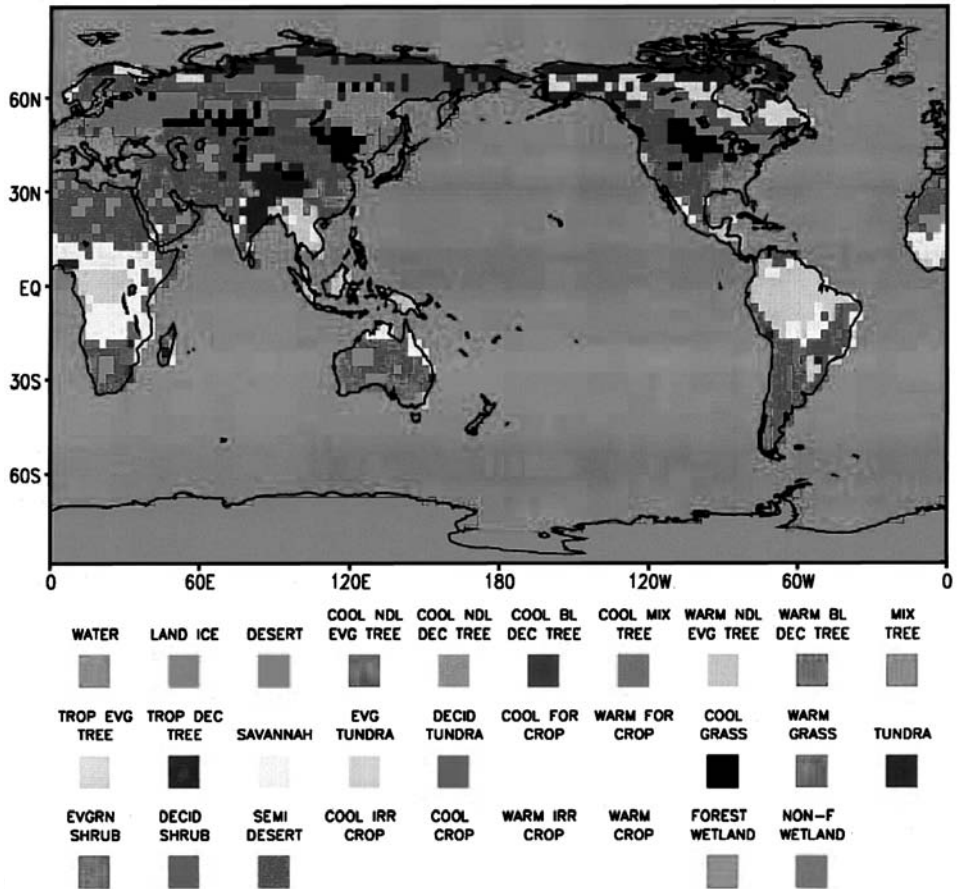 60N
30N
EQ
30S
60S
0 60E 120E 180 120W 60W 0
WATER LAND ICE DESERT COOL NDL EVG TREE COOL NDL DEC TREE COOL BL DEC TREE COOL MIX TREE WARM NDL EVG TREE WARM BL DEC TREE MIX TREE
TROP EVG TREE TROP DEC TREE SAVANNAH EVG TUNDRA DECID TUNDRA COOL FOR CROP WARM FOR CROP COOL GRASS WARM GRASS TUNDRA
EVGRN SHRUB DECID SHRUB SEMI DESERT COOL IRR CROP COOL CROP WARM IRR CROP WARM CROP FOREST WETLAND NON-F WETLAND